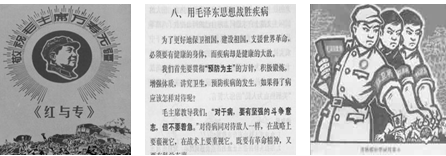 敬祝毛主席万寿无疆
《红与专》
八、用毛泽东思想战胜疾病
为了更好地保卫祖国，建设祖国，支援世界革命，
必须要有健康的身体，而疾病却是健康的大敌。
我们首先要贯彻“预防为主”的方针，积极锻炼，
增强体质，讲究卫生，预防疾病的发生。如果得了病
应该怎样对待呢？
毛主席教导我们：“对于病，要有坚强的斗争意
志，但不要着急。”对待病同对待敌人一样，在战略上
要藐视它，在战术上要重视它。既要有革命精神，又